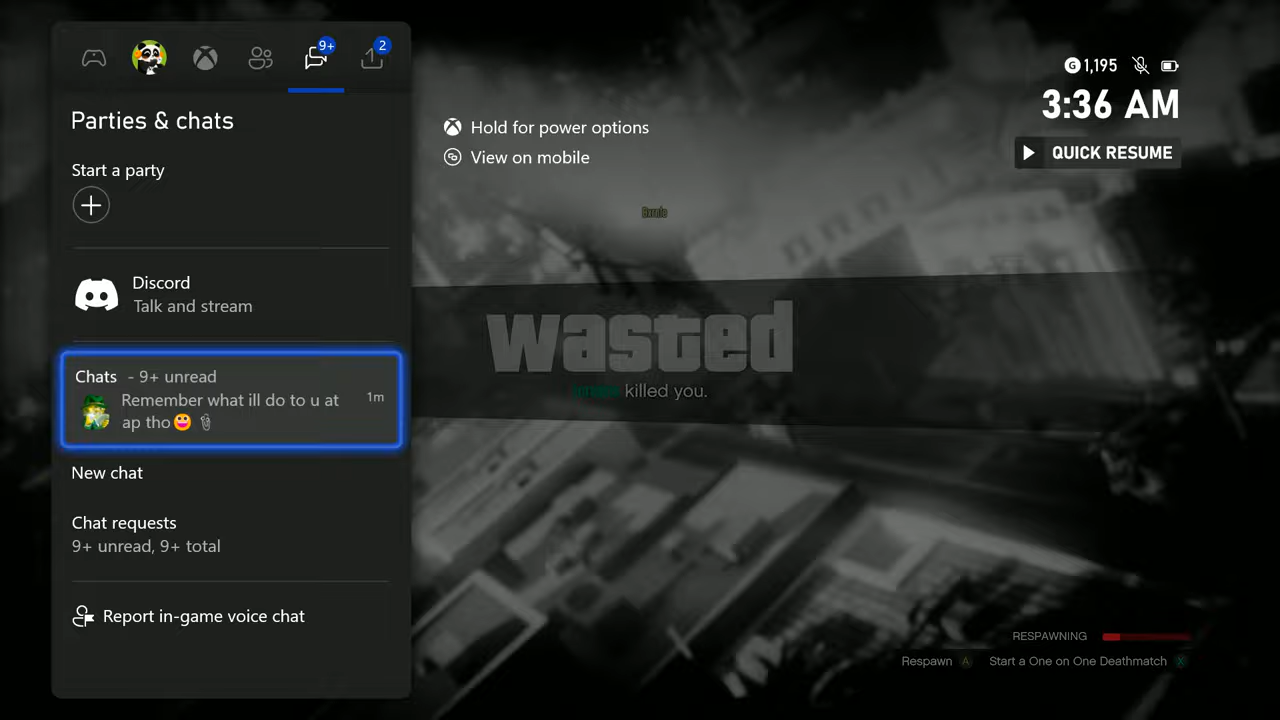 9+
2
Parties & chats
Start a party
Discord
Talk and stream
Chats - 9+ unread
Remember what ill do to u at
ap tho😀
1m
New chat
Chat requests
9+ unread, 9+ total
Report in-game voice chat
Hold for power options
View on mobile
G 1,195
3:36 AM
QUICK RESUME
wasted
killed you.
RESPAWNING
Respawn A
Start a One on One Deathmatch X